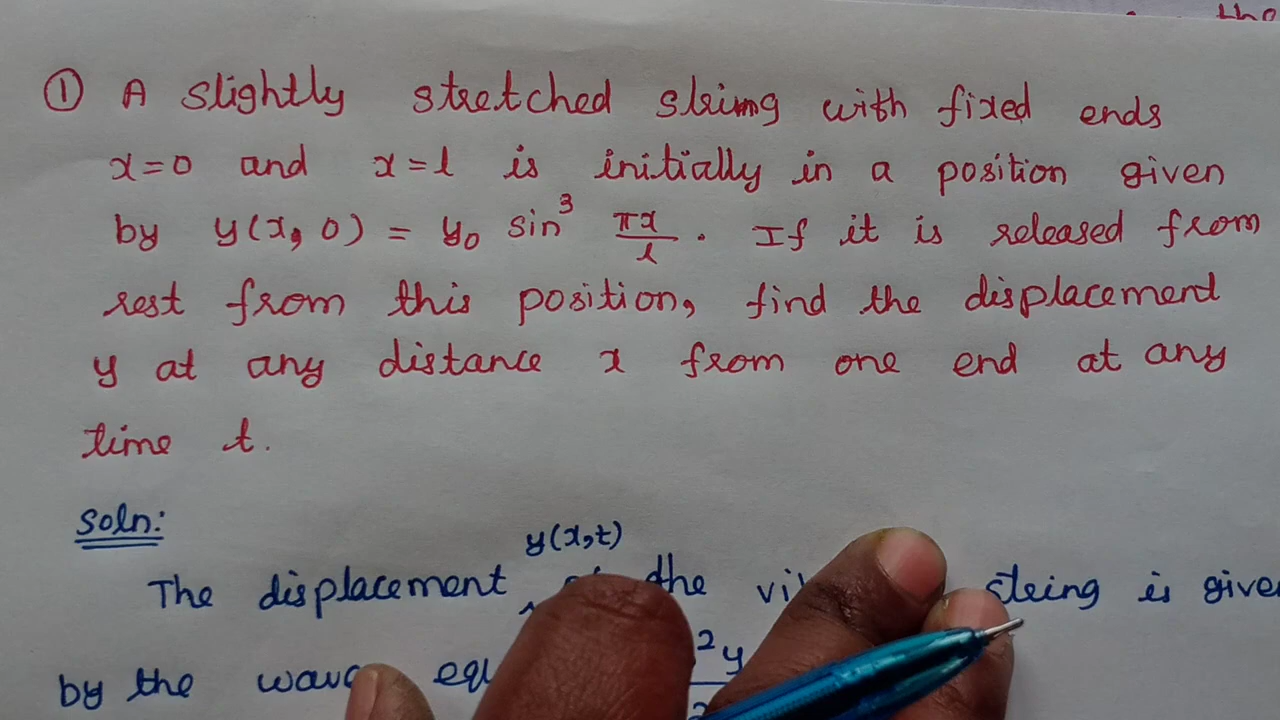 the
① A slightly stretched string with fixed ends
x=0 and x=l is initially in a position given
by y(x, 0) = y₀ sin³ πx/l. If it is released from
rest from this position, find the displacement
y at any distance x from one end at any
time t.
Soln:
y(x,t)
The displacement the string is
by the
²y